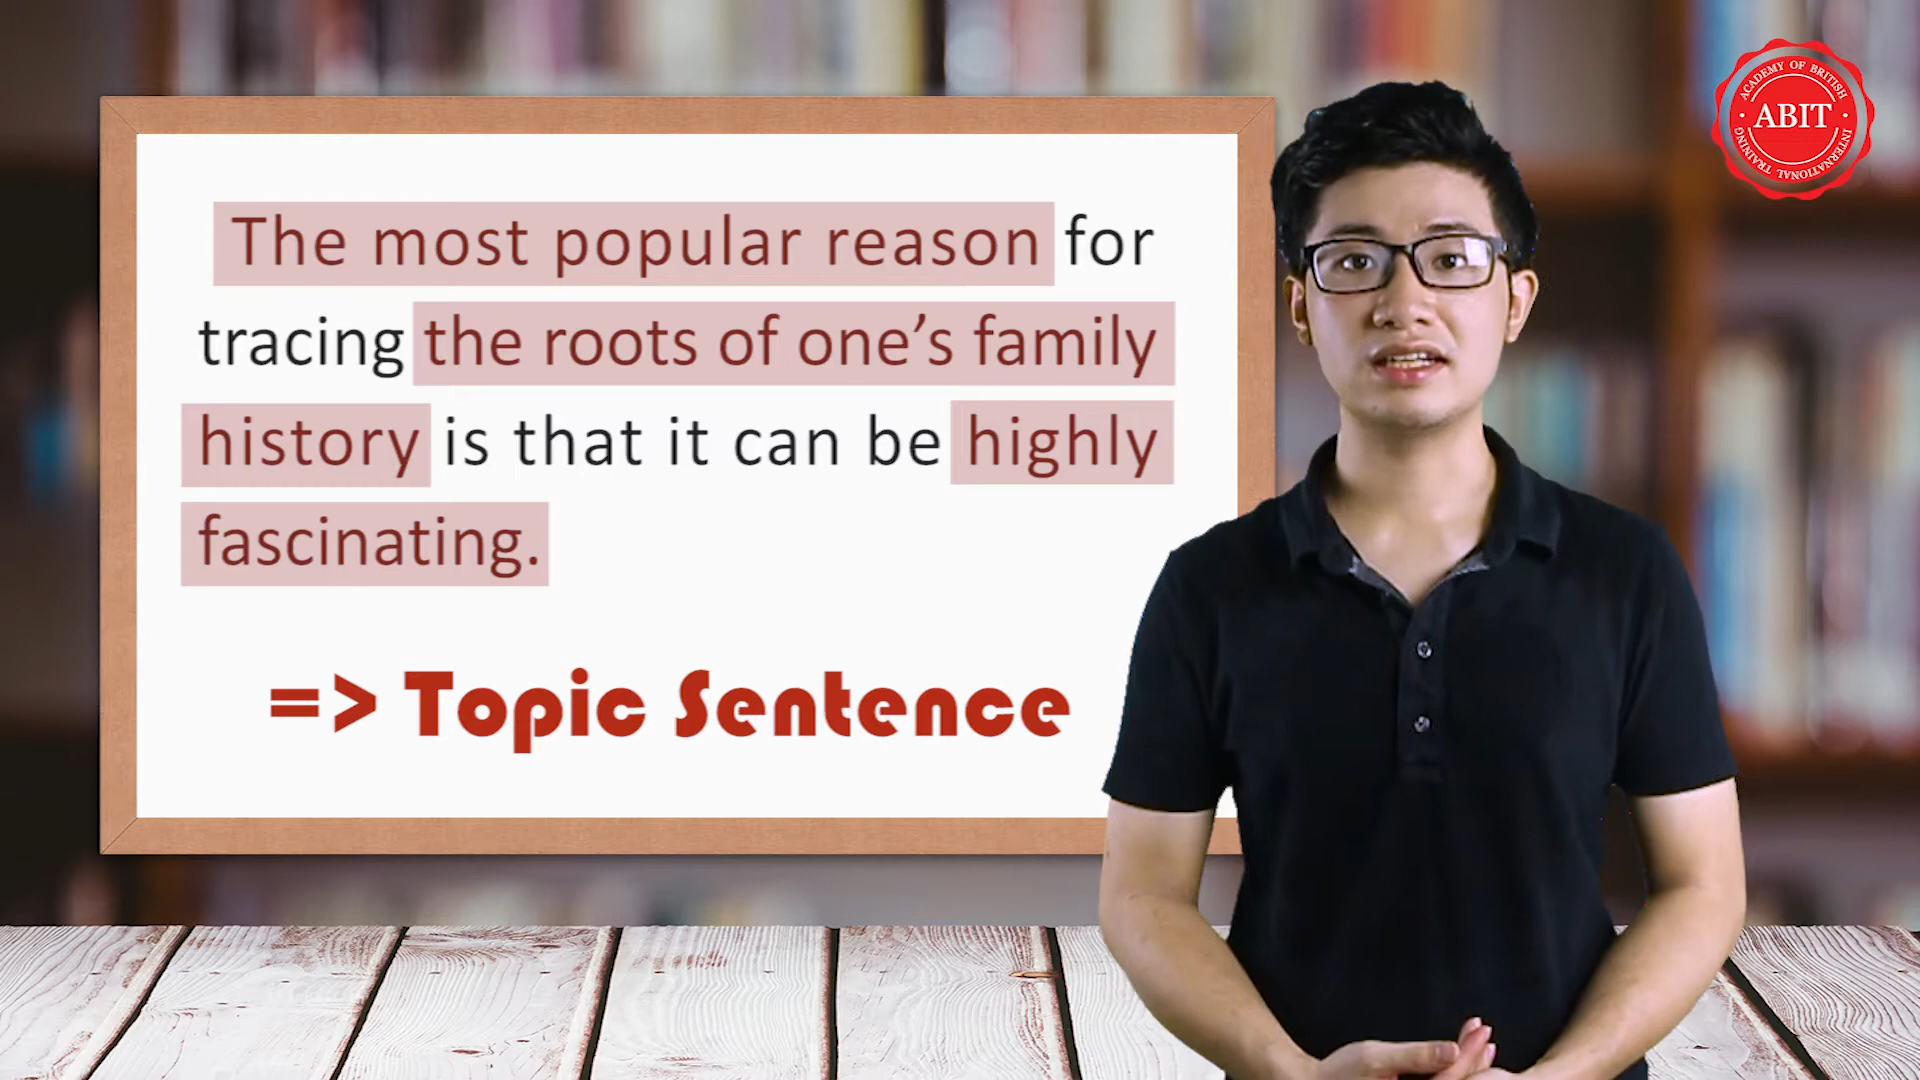 The most popular reason for
tracing the roots of one's family
history is that it can be highly
fascinating.
=> Topic Sentence
ACADEMY OF BRITISH
ABIT
INTERNATIONAL TRAINING